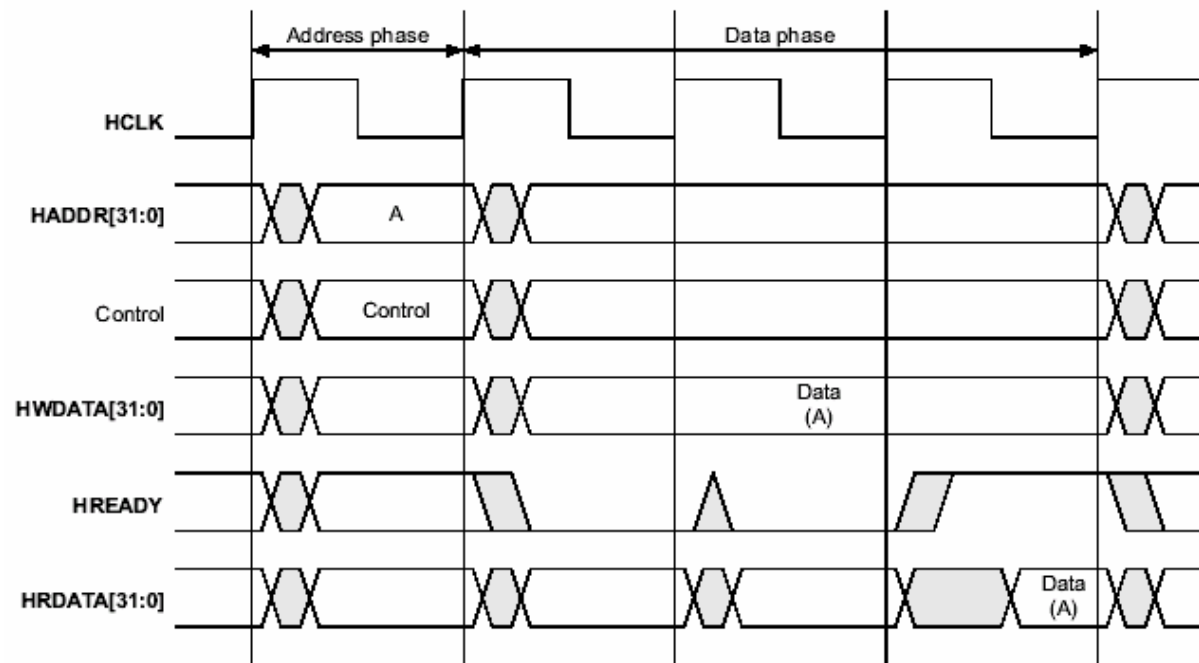 Address phase
Data phase
HCLK
HADDR[31:0]
A
Control
Control
HWDATA[31:0]
Data
(A)
HREADY
HRDATA[31:0]
Data
(A)